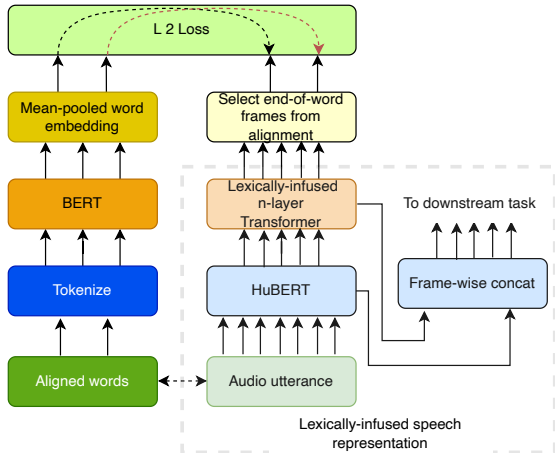 L 2 Loss
Mean-pooled word
embedding
Select end-of-word
frames from
alignment
BERT
Lexically-infused
n-layer
Transformer
To downstream task
Tokenize
HuBERT
Frame-wise concat
Aligned words
Audio utterance
Lexically-infused speech
representation